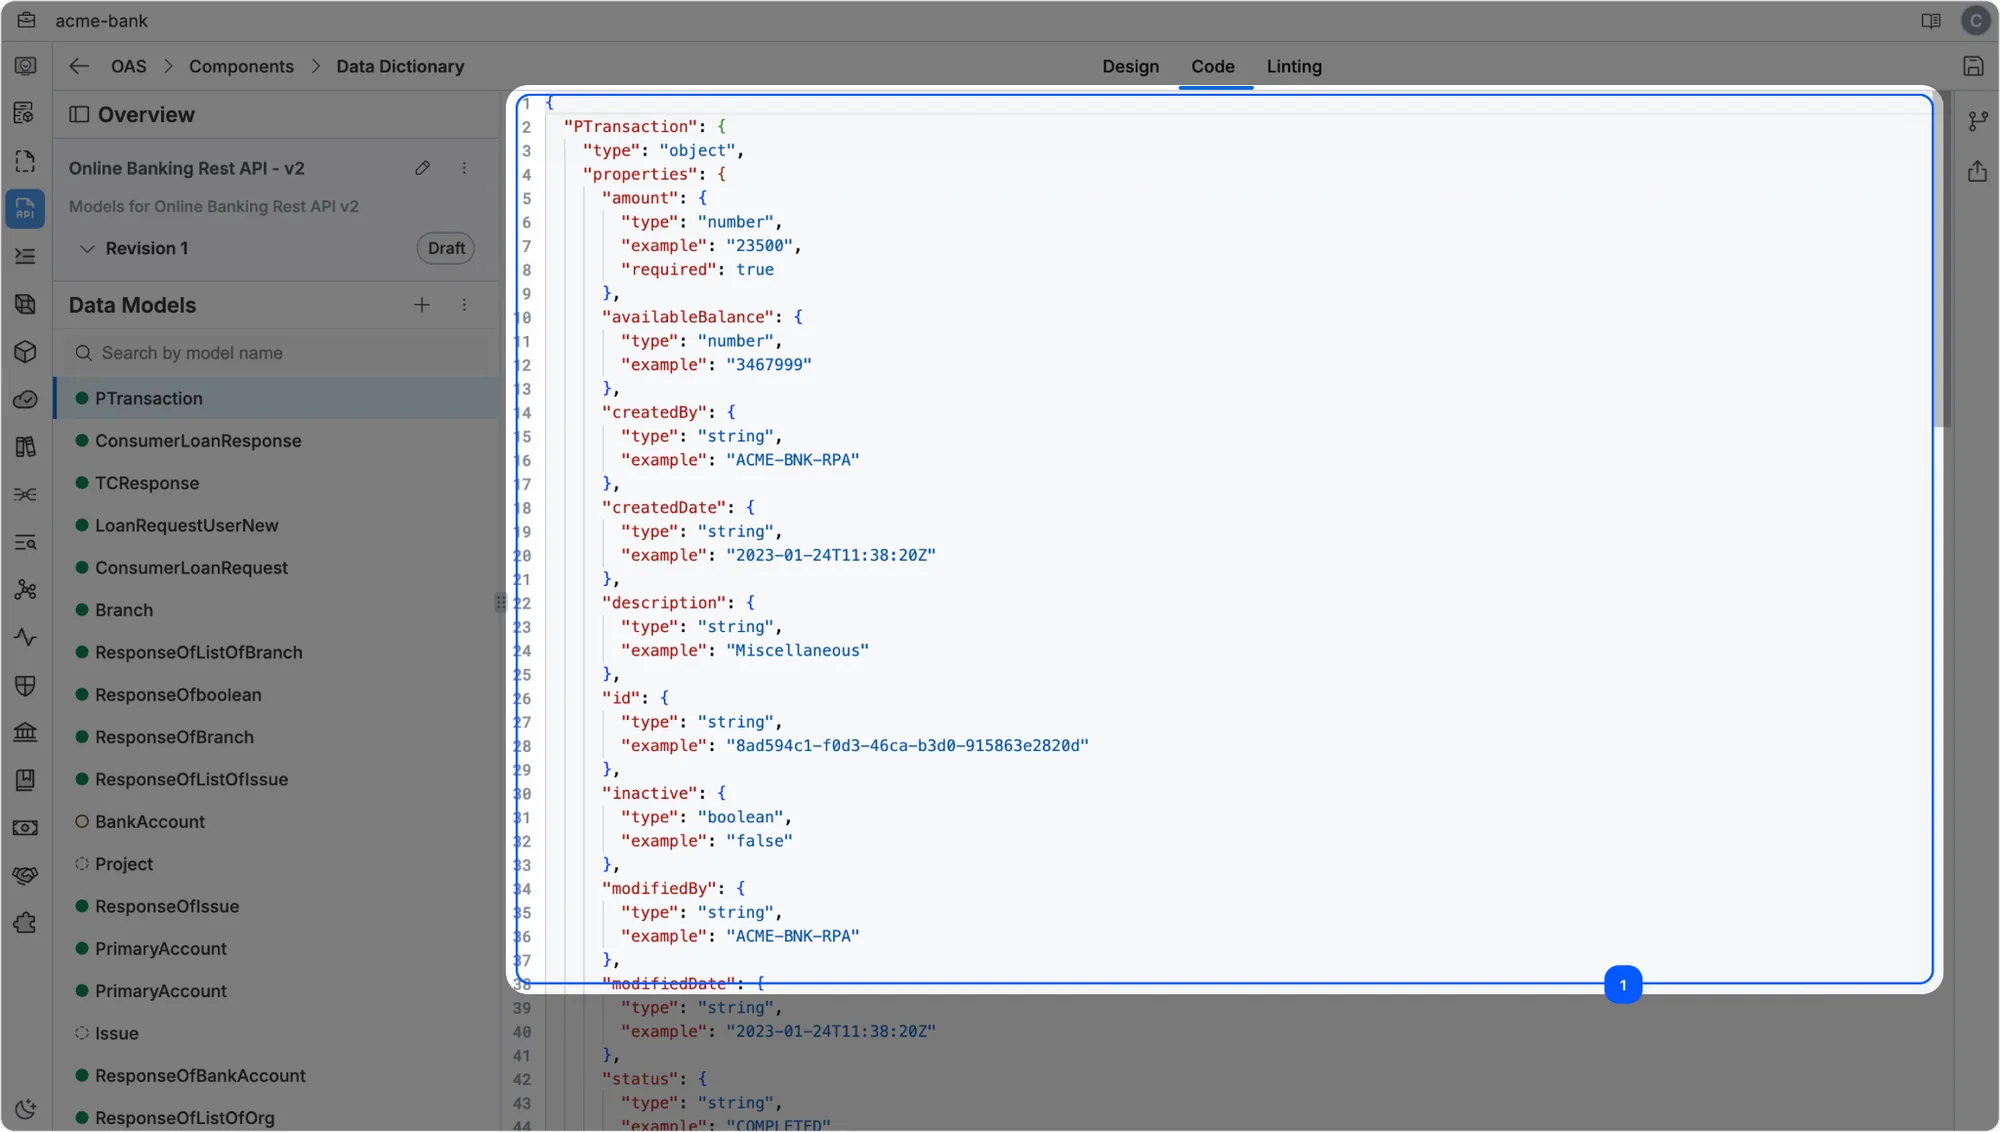 acme-bank
C
OAS > Components > Data Dictionary
Design Code Linting
Overview
Online Banking Rest API - v2
Models for Online Banking Rest API v2
Revision 1 Draft
API
Data Models
Search by model name
PTransaction
ConsumerLoanResponse
TCResponse
LoanRequestUserNew
ConsumerLoanRequest
Branch
ResponseOfListOfBranch
ResponseOfboolean
ResponseOfBranch
ResponseOfListOfIssue
BankAccount
Project
ResponseOfIssue
PrimaryAccount
PrimaryAccount
Issue
ResponseOfBankAccount
ResponseOfListOfOrg
1 {
2 "PTransaction": {
3 "type": "object",
4 "properties": {
5 "amount": {
6 "type": "number",
7 "example": "23500",
8 "required": true
9 },
10 "availableBalance": {
11 "type": "number",
12 "example": "3467999"
13 },
14 "createdBy": {
15 "type": "string",
16 "example": "ACME-BNK-RPA"
17 },
18 "createdDate": {
19 "type": "string",
20 "example": "2023-01-24T11:38:20Z"
21 },
22 "description": {
23 "type": "string",
24 "example": "Miscellaneous"
25 },
26 "id": {
27 "type": "string",
28 "example": "8ad594c1-f0d3-46ca-b3d0-915863e2820d"
29 },
30 "inactive": {
31 "type": "boolean",
32 "example": "false"
33 },
34 "modifiedBy": {
35 "type": "string",
36 "example": "ACME-BNK-RPA"
37 },
38 "modifiedDate": {
39 "type": "string",
40 "example": "2023-01-24T11:38:20Z"
41 },
42 "status": {
43 "type": "string",
44 "example": "COMPLETED"
1